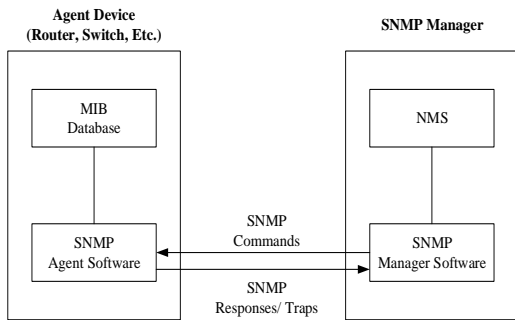 Agent Device
(Router, Switch, Etc.)
SNMP Manager
MIB
Database
NMS
SNMP
Commands
SNMP
Agent Software
SNMP
Manager Software
SNMP
Responses/ Traps